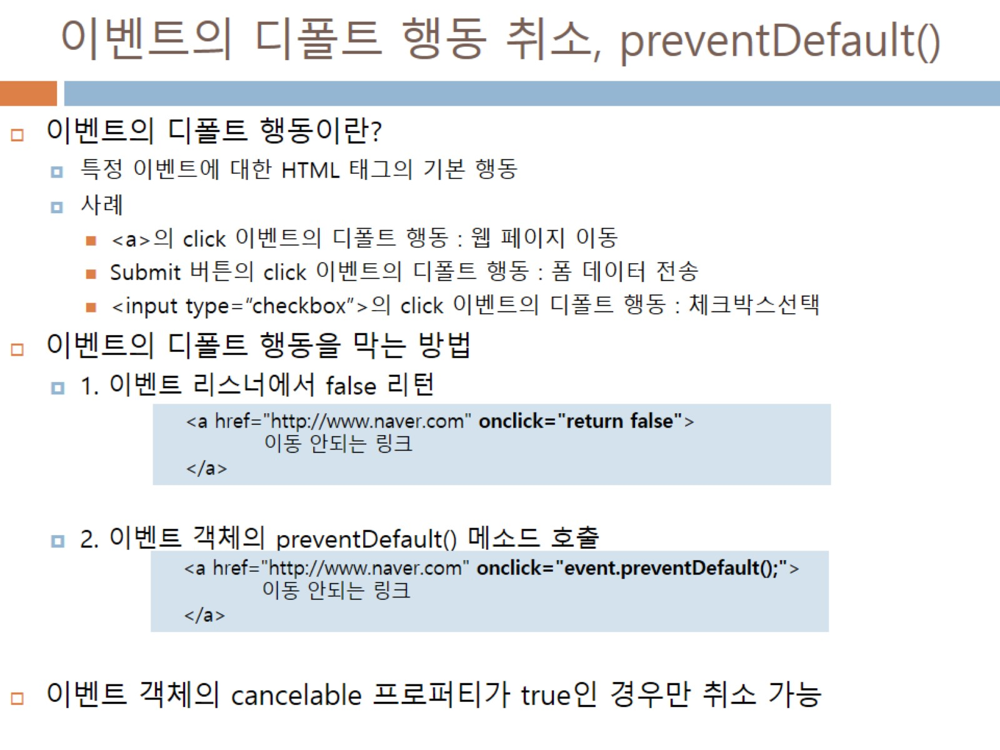 이벤트의 디폴트 행동 취소, preventDefault()
이벤트의 디폴트 행동이란?
특정 이벤트에 대한 HTML 태그의 기본 행동
사례
<a>의 click 이벤트의 디폴트 행동 : 웹 페이지 이동
Submit 버튼의 click 이벤트의 디폴트 행동 : 폼 데이터 전송
<input type=“checkbox”>의 click 이벤트의 디폴트 행동 : 체크박스선택
이벤트의 디폴트 행동을 막는 방법
1. 이벤트 리스너에서 false 리턴
<a href="http://www.naver.com" onclick="return false">
이동 안되는 링크
</a>
2. 이벤트 객체의 preventDefault() 메소드 호출
<a href="http://www.naver.com" onclick="event.preventDefault();">
이동 안되는 링크
</a>
이벤트 객체의 cancelable 프로퍼티가 true인 경우만 취소 가능